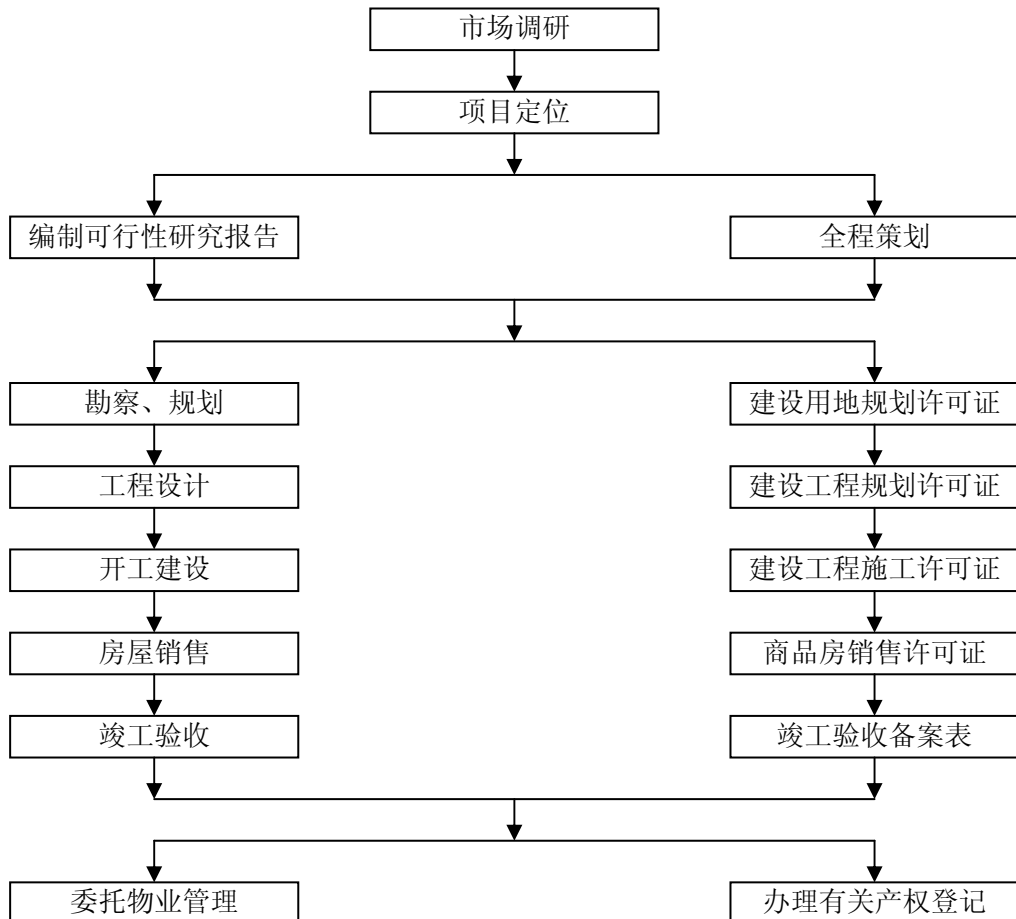 市场调研
项目定位
编制可行性研究报告
全程策划
勘察、规划
建设用地规划许可证
工程设计
建设工程规划许可证
开工建设
建设工程施工许可证
房屋销售
商品房销售许可证
竣工验收
竣工验收备案表
委托物业管理
办理有关产权登记